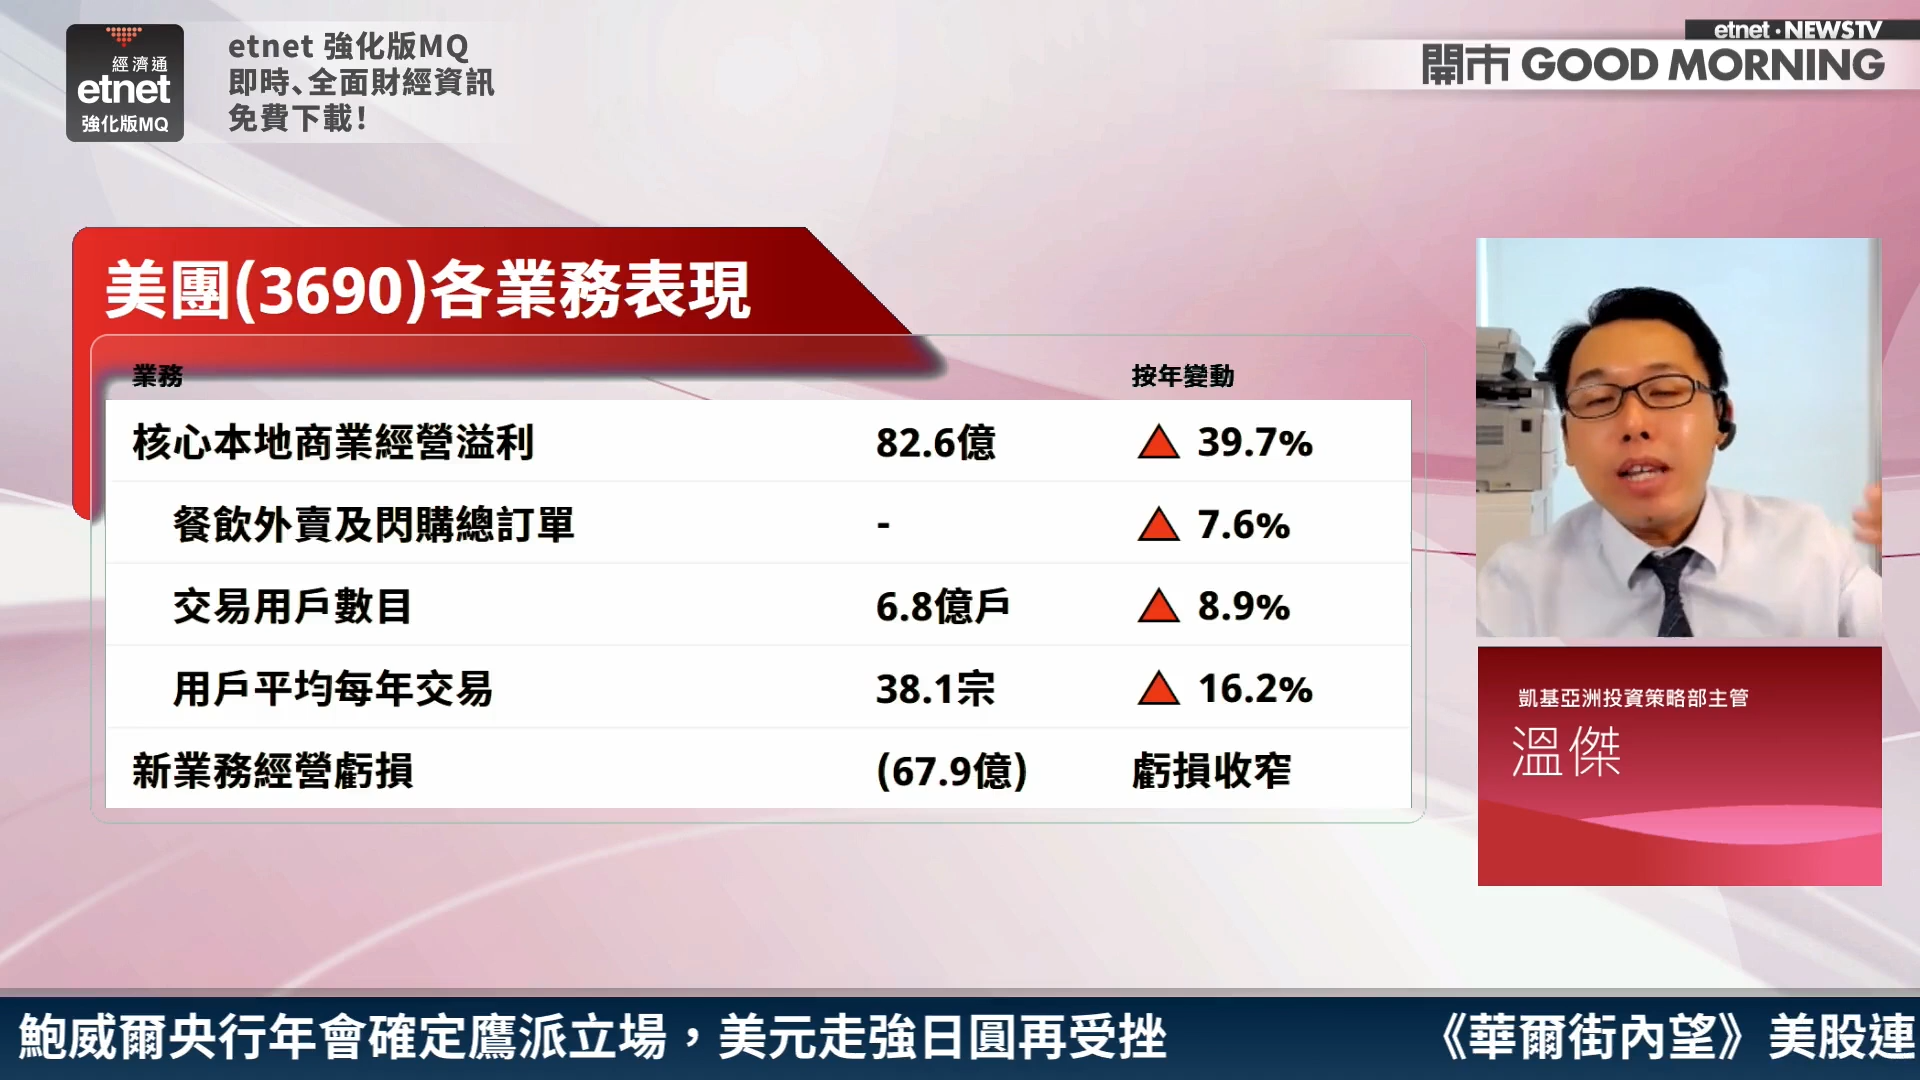 經濟通
etnet
強化版MQ
etnet 強化版MQ
即時、全面財經資訊
免費下載！
etnet·NEWSTV
開市 GOOD MORNING
美團(3690)各業務表現
業務 按年變動
核心本地商業經營溢利 82.6億 ▲ 39.7%
餐飲外賣及閃購總訂單 - ▲ 7.6%
交易用戶數目 6.8億戶 ▲ 8.9%
用戶平均每年交易 38.1宗 ▲ 16.2%
新業務經營虧損 (67.9億) 虧損收窄
凱基亞洲投資策略部主管
溫傑
鮑威爾央行年會確定鷹派立場，美元走強日圓再受挫 《華爾街內望》美股連